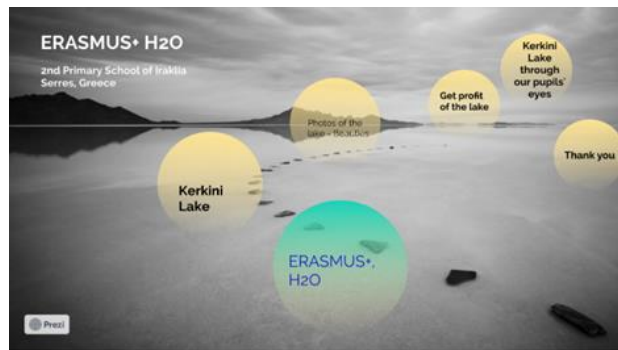 ERASMUS+ H2O
2nd Primary School of Iraklia
Serres, Greece
Kerkini
Lake
through
our pupils'
eyes
Get profit
of the lake
Photos of the
lake - Beauties
Thank you
Kerkini
Lake
ERASMUS+,
H2O
Prezi